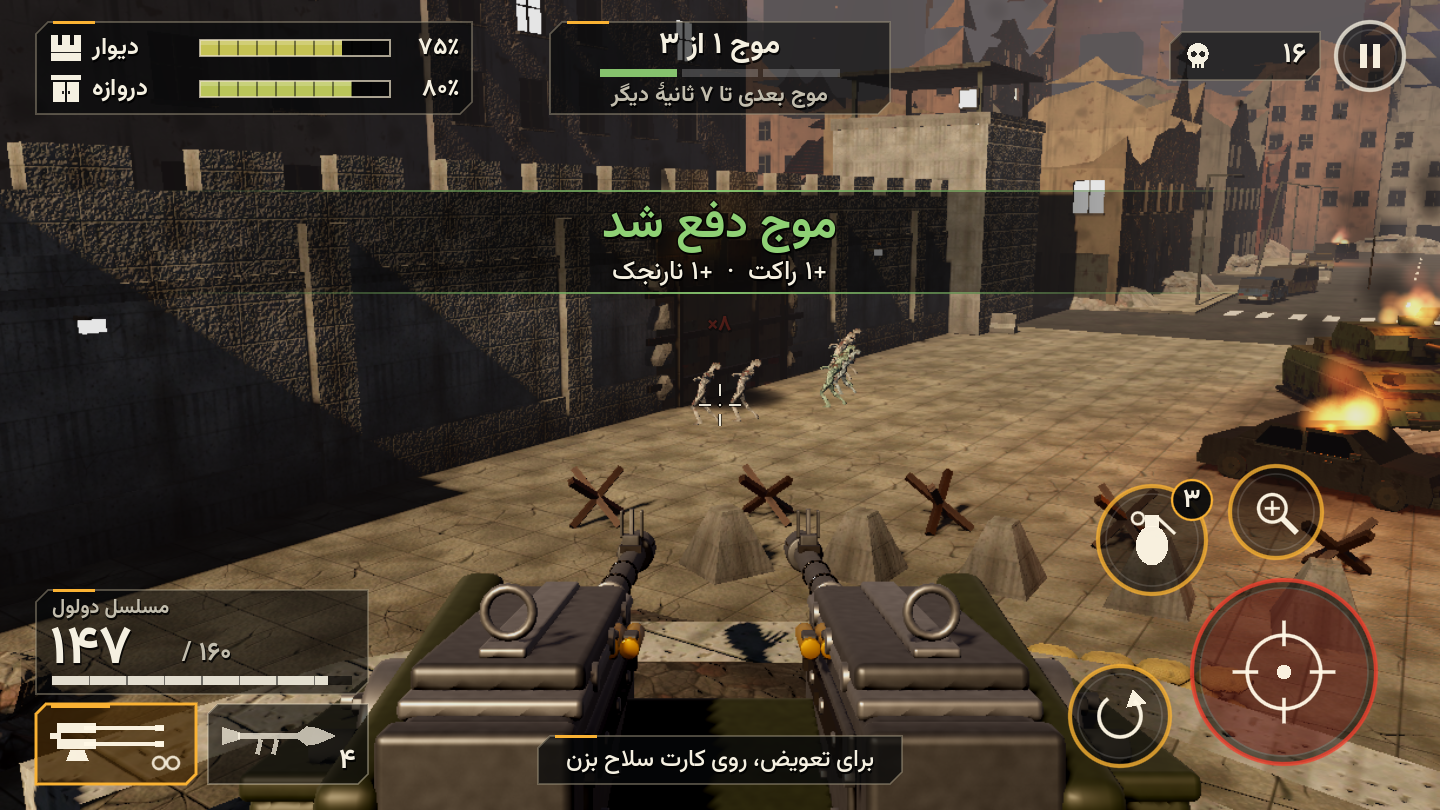 دیوار ۷۵٪
دروازه ۸۰٪
موج ۱ از ۳
موج بعدی تا ۷ ثانیهٔ دیگر
۱۶
موج دفع شد
+۱ راکت · +۱ نارنجک
×۸
۳
مسلسل دولول
۱۴۷ / ۱۶۰
∞
۴
برای تعویض، روی کارت سلاح بزن